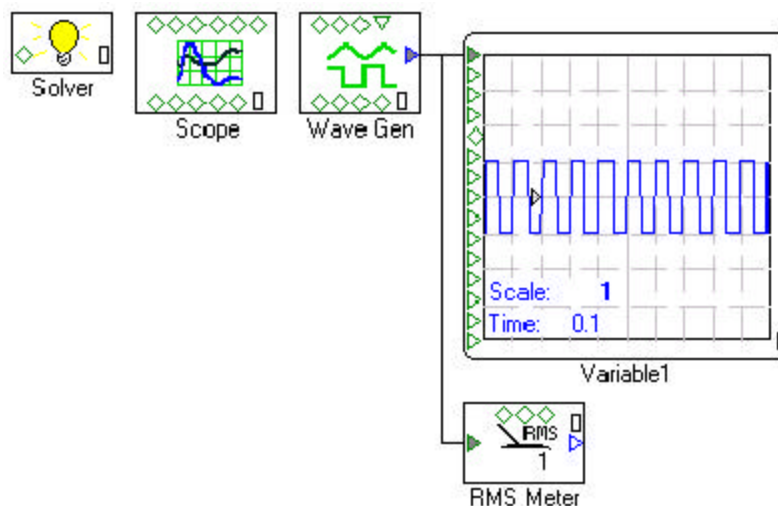 Solver
Scope
Wave Gen
Scale: 1
Time: 0.1
Variable1
RMS
1
RMS Meter